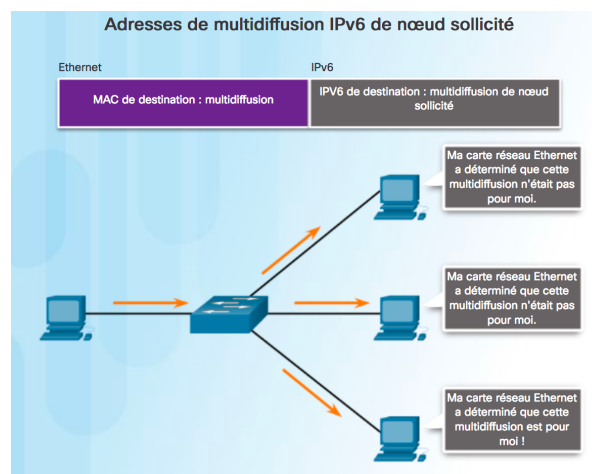 Adresses de multidiffusion IPv6 de nœud sollicité
Ethernet
IPv6
MAC de destination : multidiffusion
IPV6 de destination : multidiffusion de nœud
sollicité
Ma carte réseau Ethernet
a déterminé que cette
multidiffusion n'était pas
pour moi.
Ma carte réseau Ethernet
a déterminé que cette
multidiffusion n'était pas
pour moi.
Ma carte réseau Ethernet
a déterminé que cette
multidiffusion est pour
moi !